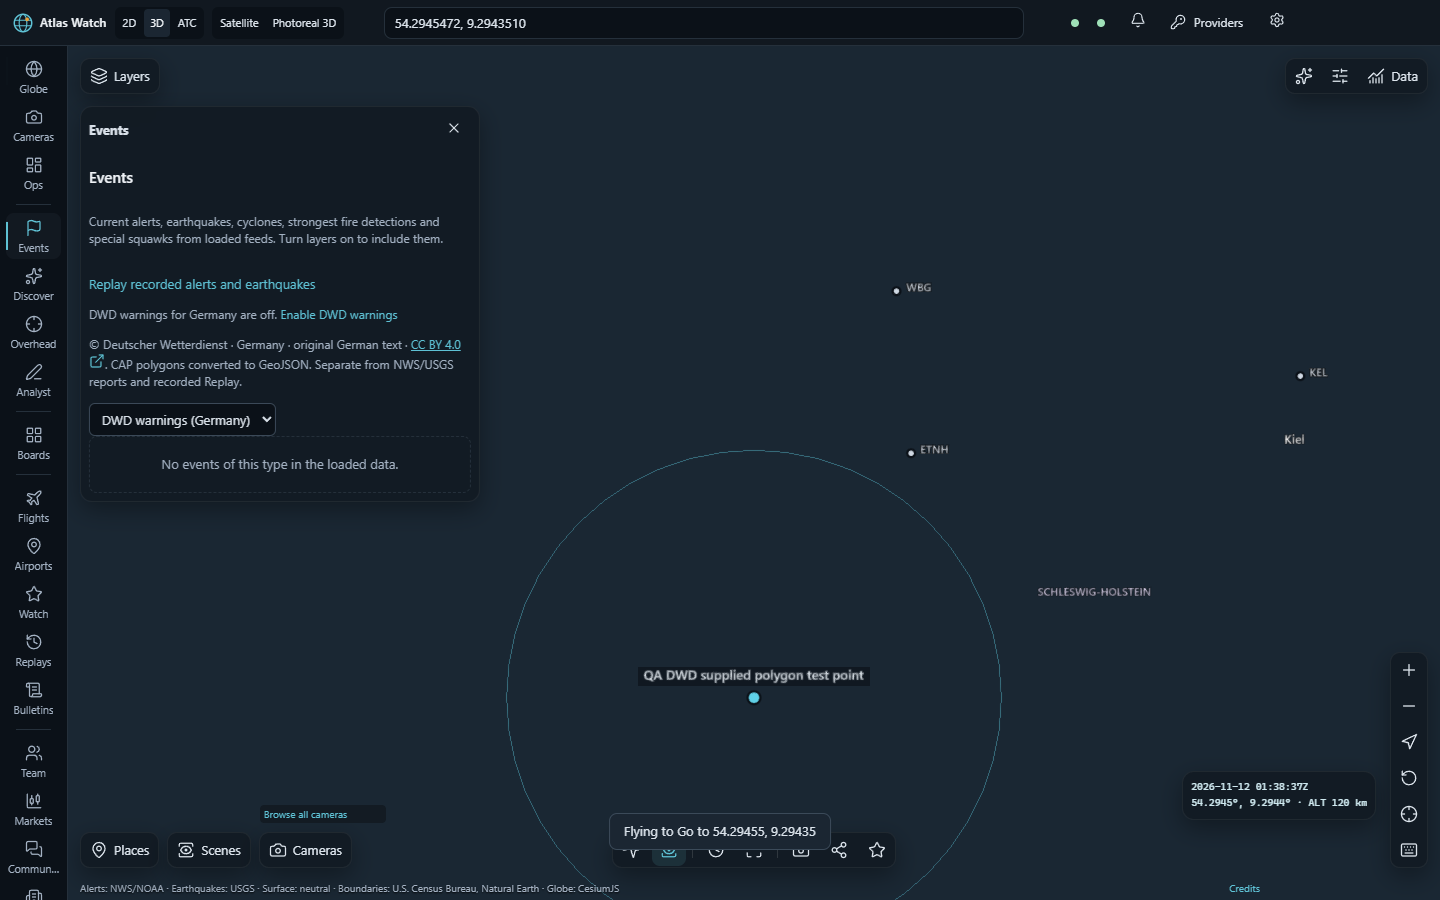 Atlas Watch
2D 3D ATC
Satellite Photoreal 3D
54.2945472, 9.2943510
Providers
Globe
Cameras
Ops
Events
Discover
Overhead
Analyst
Boards
Flights
Airports
Watch
Replays
Bulletins
Team
Markets
Commun...
Layers
Data
Events
Events
Current alerts, earthquakes, cyclones, strongest fire detections and
special squawks from loaded feeds. Turn layers on to include them.
Replay recorded alerts and earthquakes
DWD warnings for Germany are off. Enable DWD warnings
© Deutscher Wetterdienst · Germany · original German text · CC BY 4.0
. CAP polygons converted to GeoJSON. Separate from NWS/USGS
reports and recorded Replay.
DWD warnings (Germany)
No events of this type in the loaded data.
WBG
KEL
Kiel
ETNH
SCHLESWIG-HOLSTEIN
QA DWD supplied polygon test point
2026-11-12 01:38:37Z
54.2945°, 9.2944° · ALT 120 km
Browse all cameras
Places
Scenes
Cameras
Flying to Go to 54.29455, 9.29435
Alerts: NWS/NOAA · Earthquakes: USGS · Surface: neutral · Boundaries: U.S. Census Bureau, Natural Earth · Globe: CesiumJS
Credits